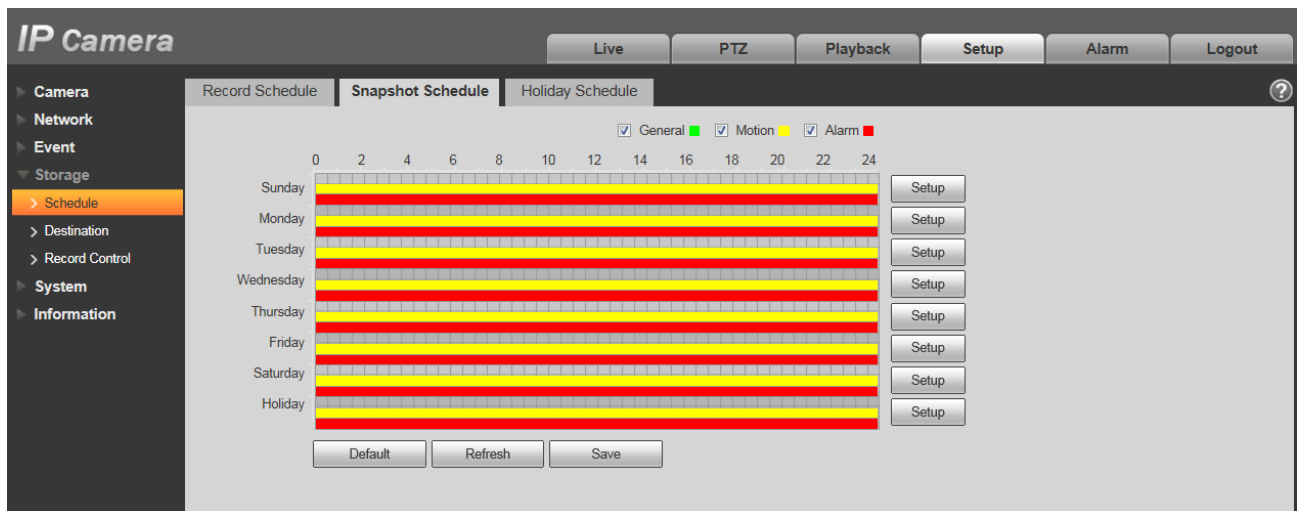 IP Camera
Live PTZ Playback Setup Alarm Logout
Camera
Network
Event
Storage
Schedule
Destination
Record Control
System
Information
Record Schedule Snapshot Schedule Holiday Schedule ?
General Motion Alarm
0 2 4 6 8 10 12 14 16 18 20 22 24
Sunday Setup
Monday Setup
Tuesday Setup
Wednesday Setup
Thursday Setup
Friday Setup
Saturday Setup
Holiday Setup
Default Refresh Save